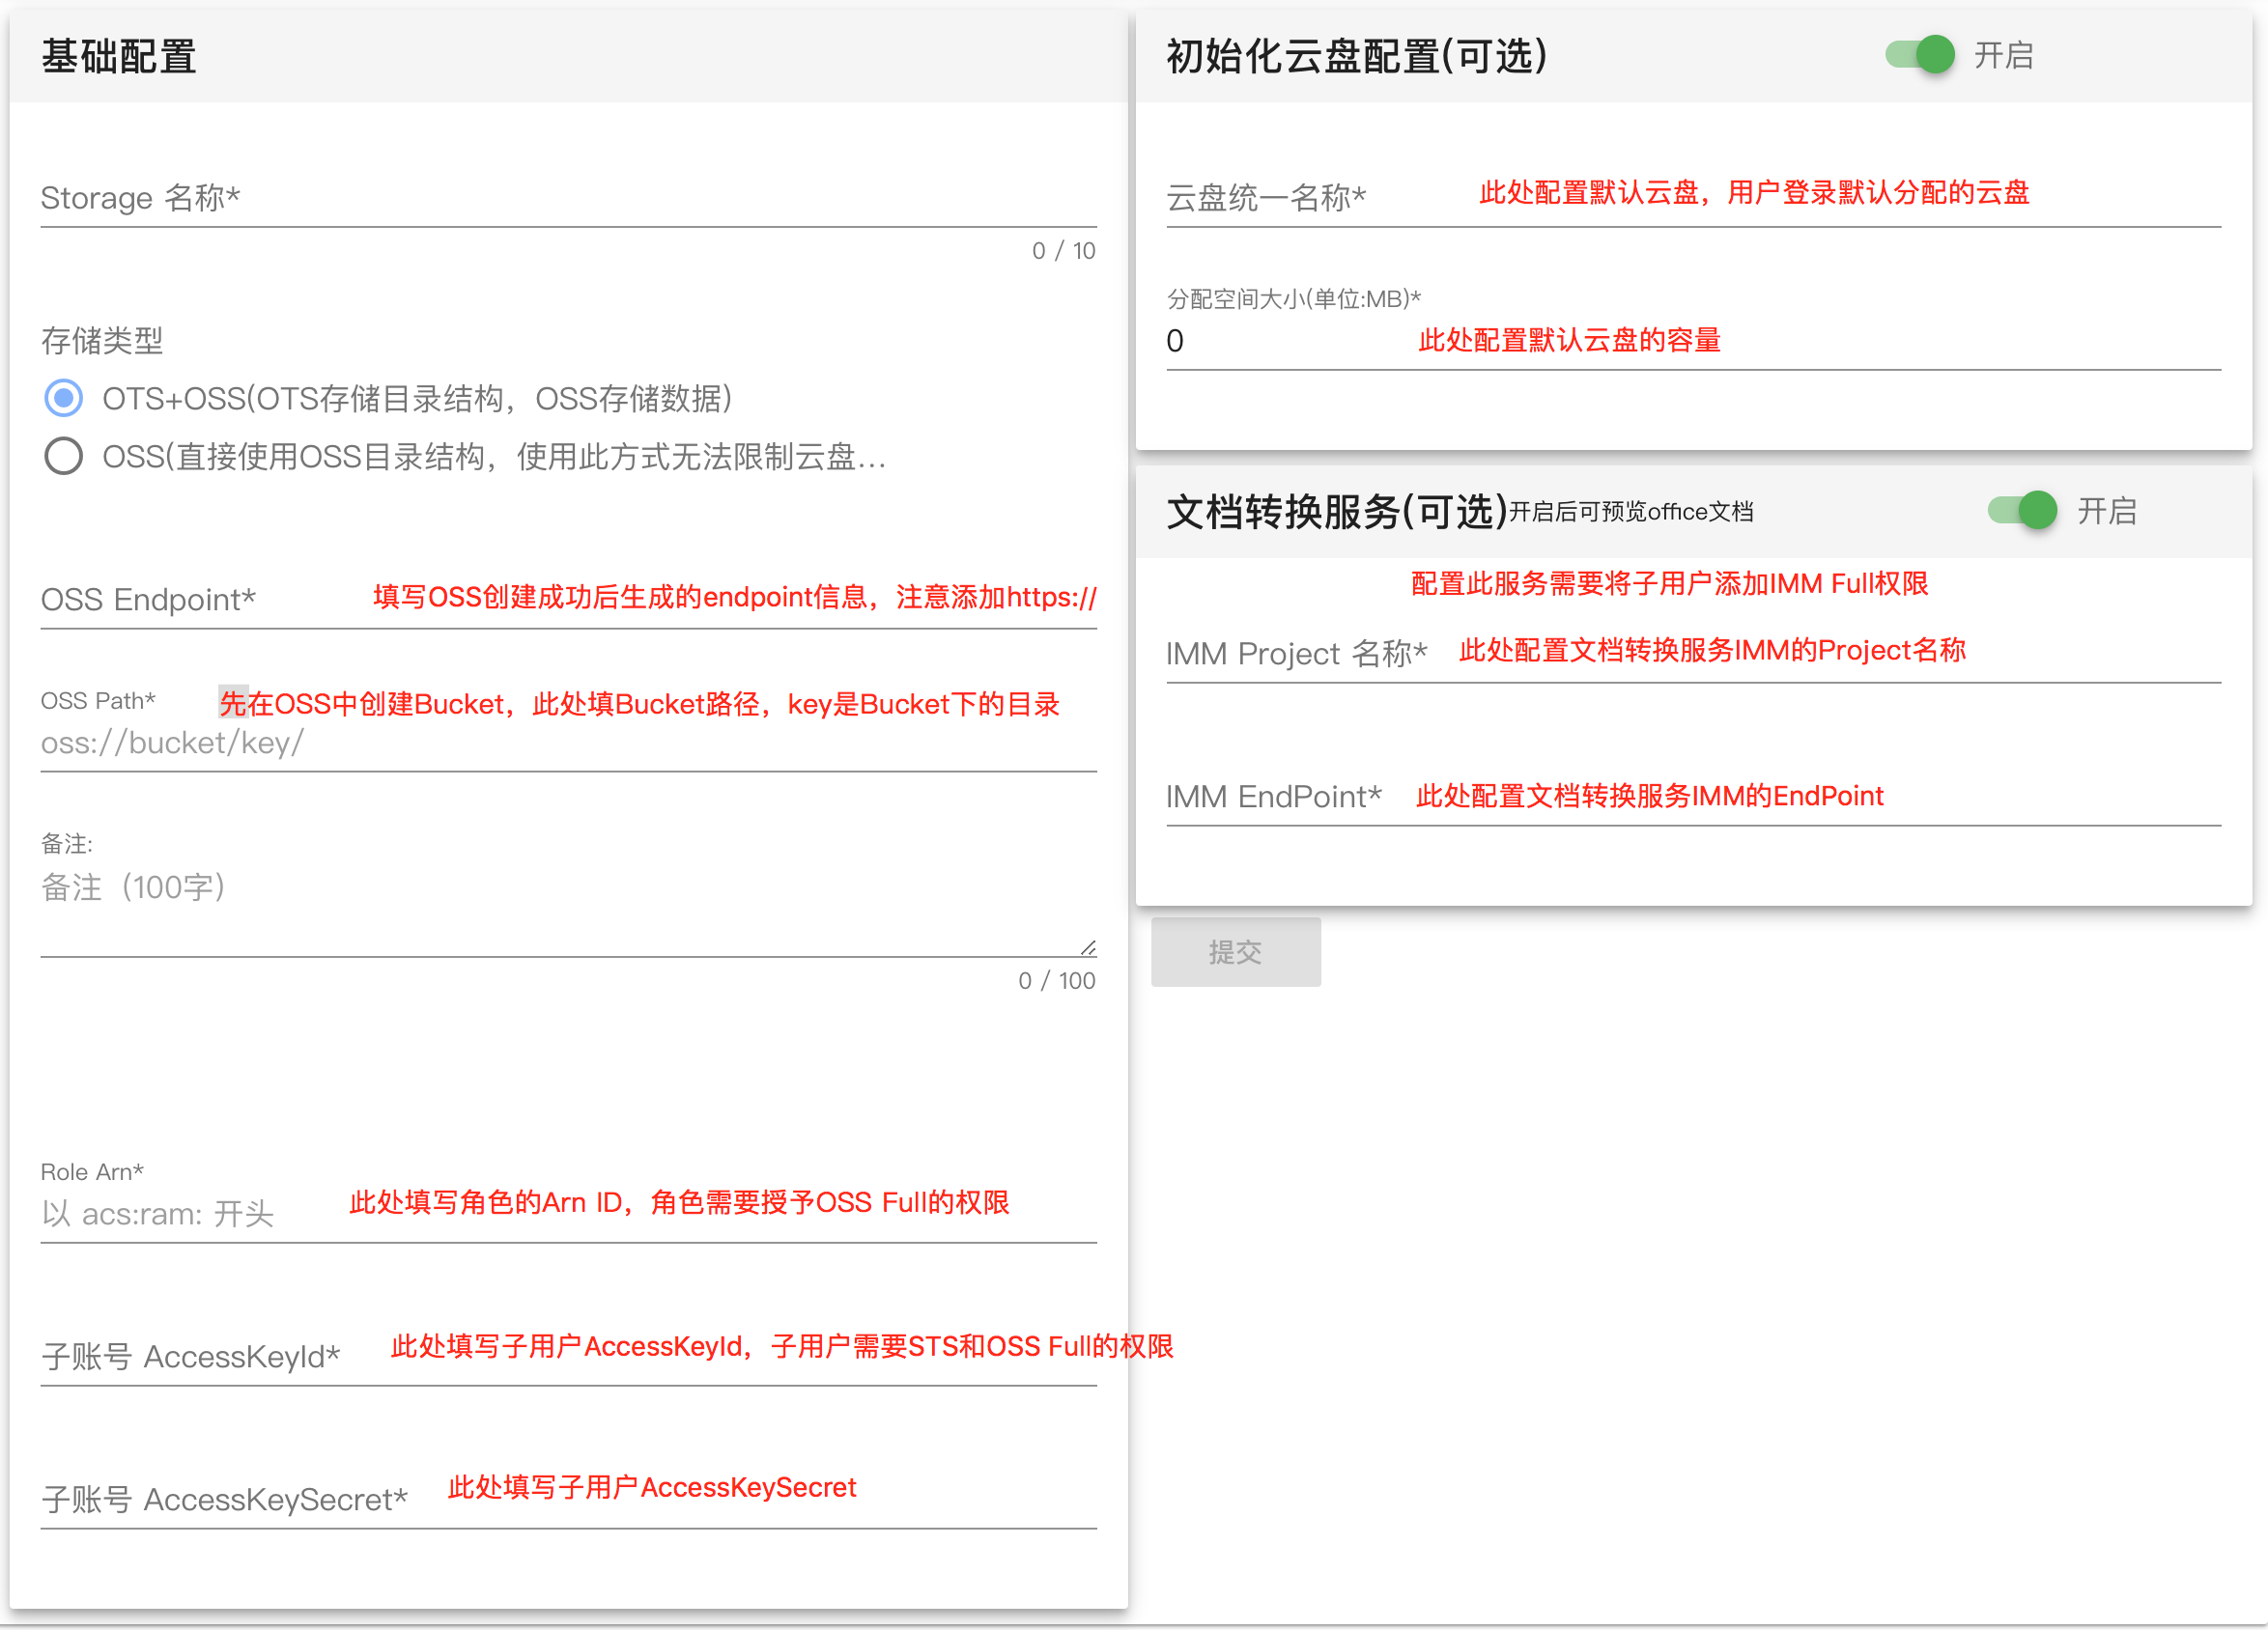 基础配置
Storage 名称*
0 / 10
存储类型
OTS+OSS(OTS存储目录结构，OSS存储数据)
OSS(直接使用OSS目录结构，使用此方式无法限制云盘...
OSS Endpoint*
填写OSS创建成功后生成的endpoint信息，注意添加https://
OSS Path*
先在OSS中创建Bucket，此处填Bucket路径，key是Bucket下的目录
oss://bucket/key/
备注:
备注（100字）
0 / 100
Role Arn*
以 acs:ram: 开头
此处填写角色的Arn ID，角色需要授予OSS Full的权限
子账号 AccessKeyId*
此处填写子用户AccessKeyId，子用户需要STS和OSS Full的权限
子账号 AccessKeySecret*
此处填写子用户AccessKeySecret
初始化云盘配置(可选)
开启
云盘统一名称*
此处配置默认云盘，用户登录默认分配的云盘
分配空间大小(单位:MB)*
0
此处配置默认云盘的容量
文档转换服务(可选)开启后可预览office文档
开启
配置此服务需要将子用户添加IMM Full权限
IMM Project 名称*
此处配置文档转换服务IMM的Project名称
IMM EndPoint*
此处配置文档转换服务IMM的EndPoint
提交